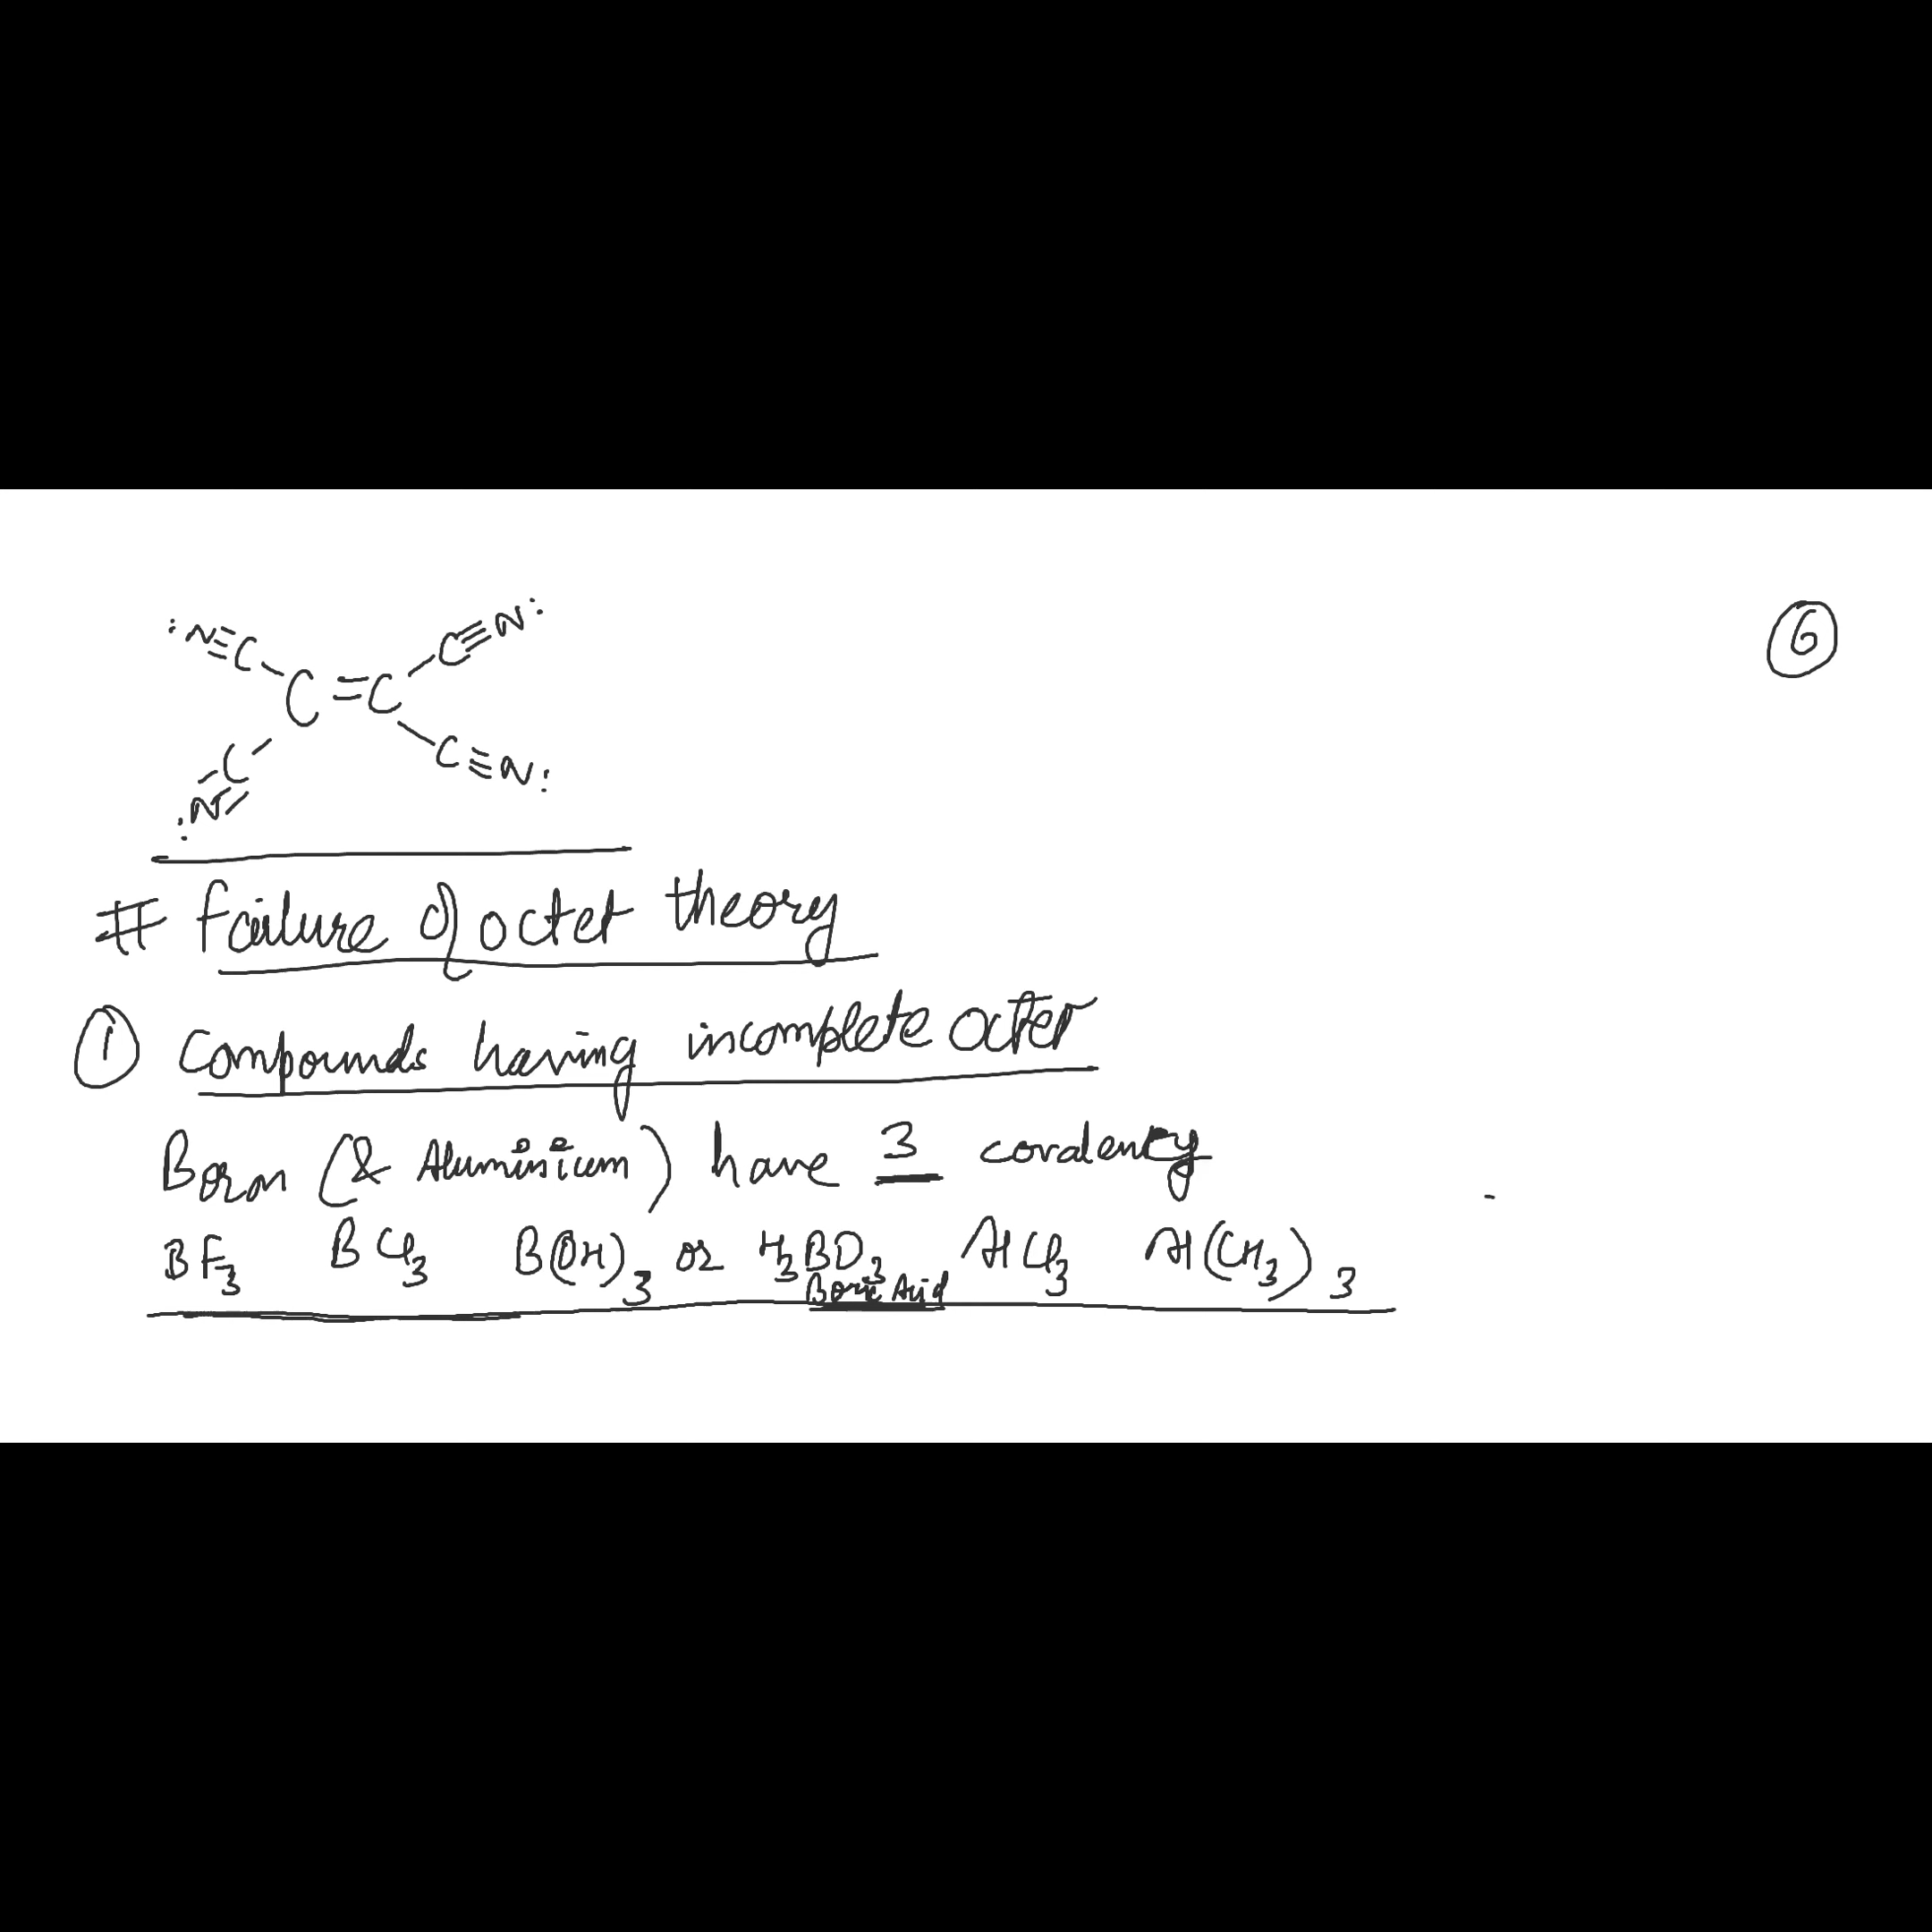 6
:N≡C C≡N:
C=C
C C≡N:
:N
# failure of octet theory
① Compounds having incomplete octet
Boron (& Aluminium) have 3 covalency
BF₃ BCl₃ B(OH)₃ or H₃BO₃ AlCl₃ Al(CH₃)₃
Boric Acid